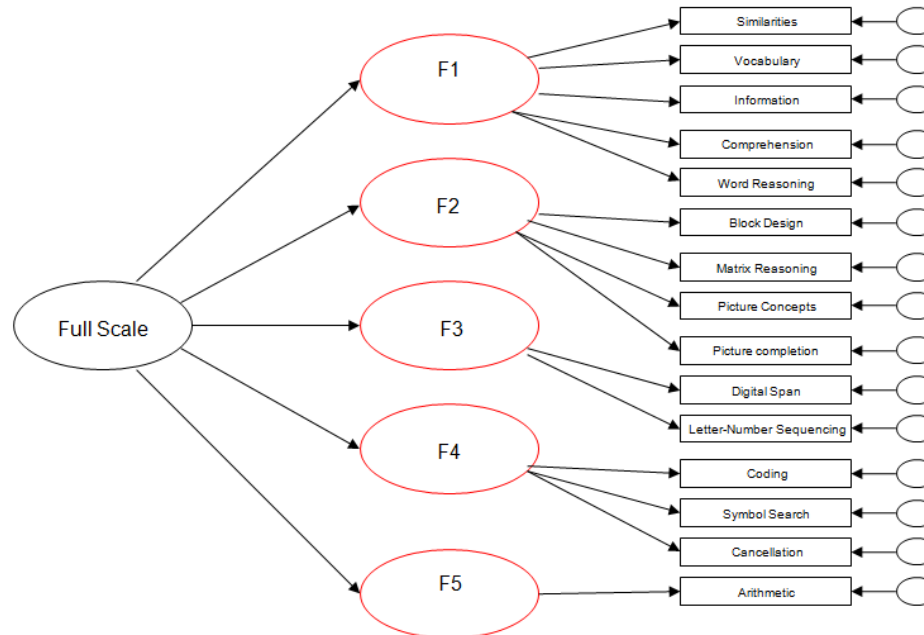 Similarities
F1
Vocabulary
Information
Comprehension
Word Reasoning
F2
Block Design
Matrix Reasoning
Picture Concepts
Full Scale
F3
Picture completion
Digital Span
Letter-Number Sequencing
F4
Coding
Symbol Search
Cancellation
F5
Arithmetic